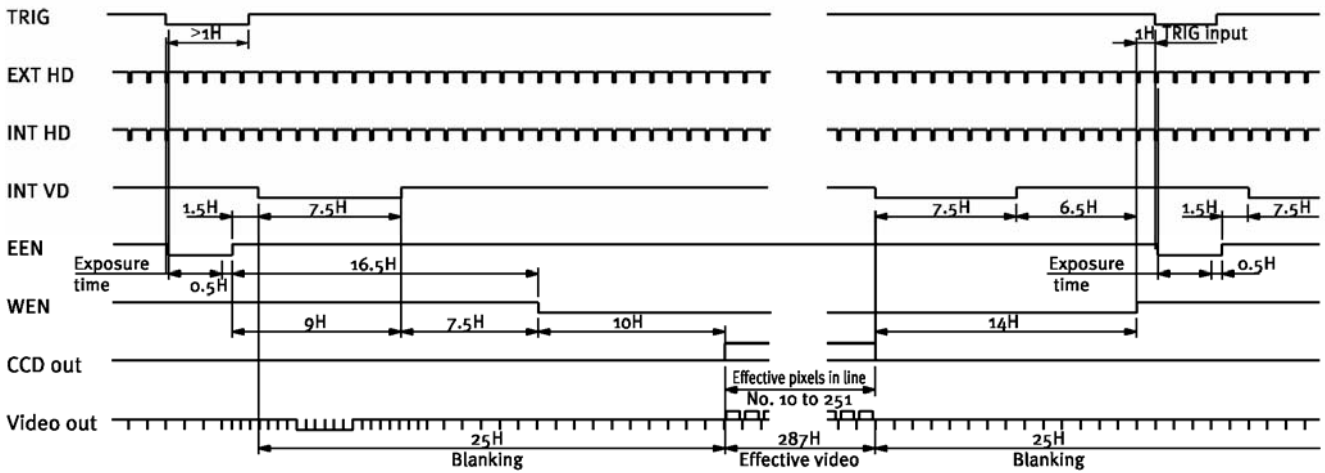 TRIG
>1H
1H TRIG input
EXT HD
INT HD
INT VD
1.5H 7.5H 7.5H 6.5H 1.5H 7.5H
EEN
Exposure time 0.5H 16.5H Exposure time 0.5H
WEN
9H 7.5H 10H 14H
CCD out
Effective pixels in line
No. 10 to 251
Video out
25H 287H 25H
Blanking Effective video Blanking